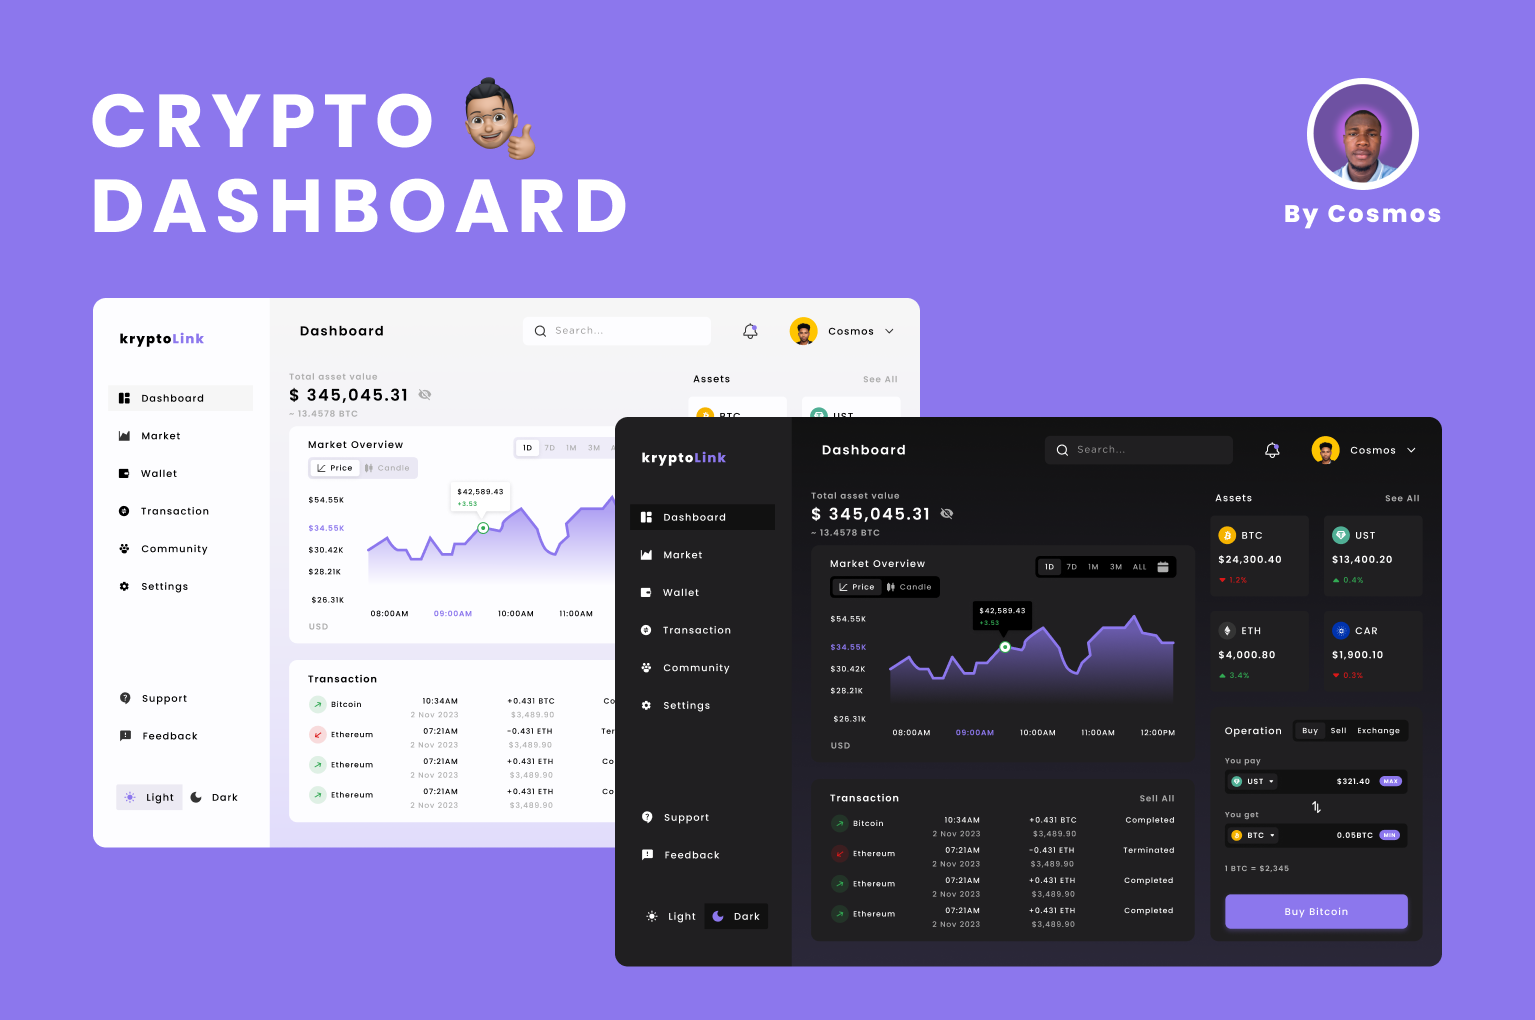 CRYPTO
DASHBOARD
By Cosmos
kryptoLink
Dashboard
Search...
Cosmos
Dashboard
Market
Wallet
Transaction
Community
Settings
Support
Feedback
Light
Dark
Total asset value
$ 345,045.31
~ 13.4578 BTC
Assets
See All
BTC
UST
Market Overview
1D 7D 1M 3M
Price
Candle
$42,589.43
+3.53
$54.55K
$34.55K
$30.42K
$28.21K
$26.31K
USD
08:00AM 09:00AM 10:00AM 11:00AM
Transaction
Bitcoin 10:34AM +0.431 BTC Co
2 Nov 2023 $3,489.90
Ethereum 07:21AM -0.431 ETH Ter
2 Nov 2023 $3,489.90
Ethereum 07:21AM +0.431 ETH Co
2 Nov 2023 $3,489.90
Ethereum 07:21AM +0.431 ETH Co
2 Nov 2023 $3,489.90
kryptoLink
Dashboard
Search...
Cosmos
Dashboard
Market
Wallet
Transaction
Community
Settings
Support
Feedback
Light
Dark
Total asset value
$ 345,045.31
~ 13.4578 BTC
Market Overview
1D 7D 1M 3M ALL
Price
Candle
$42,589.43
+3.53
$54.55K
$34.55K
$30.42K
$28.21K
$26.31K
USD
08:00AM 09:00AM 10:00AM 11:00AM 12:00PM
Transaction
Sell All
Bitcoin 10:34AM +0.431 BTC Completed
2 Nov 2023 $3,489.90
Ethereum 07:21AM -0.431 ETH Terminated
2 Nov 2023 $3,489.90
Ethereum 07:21AM +0.431 ETH Completed
2 Nov 2023 $3,489.90
Ethereum 07:21AM +0.431 ETH Completed
2 Nov 2023 $3,489.90
Assets
See All
BTC
$24,300.40
1.2%
UST
$13,400.20
0.4%
ETH
$4,000.80
3.4%
CAR
$1,900.10
0.3%
Operation
Buy Sell Exchange
You pay
UST $321.40 MAX
You get
BTC 0.05BTC MIN
1 BTC = $2,345
Buy Bitcoin